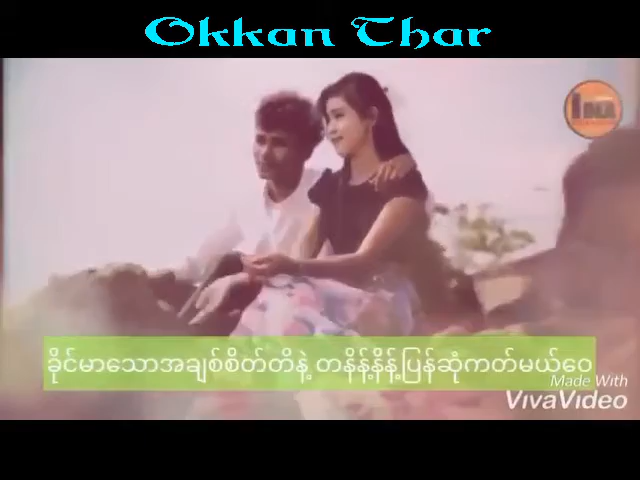 Okkan Thar
ခိုင်မာသောအချစ်စိတ်တိနဲ့ တနိန့်နိန့်ပြန်ဆုံကတ်မယ်ဝေ
Made With
VivaVideo